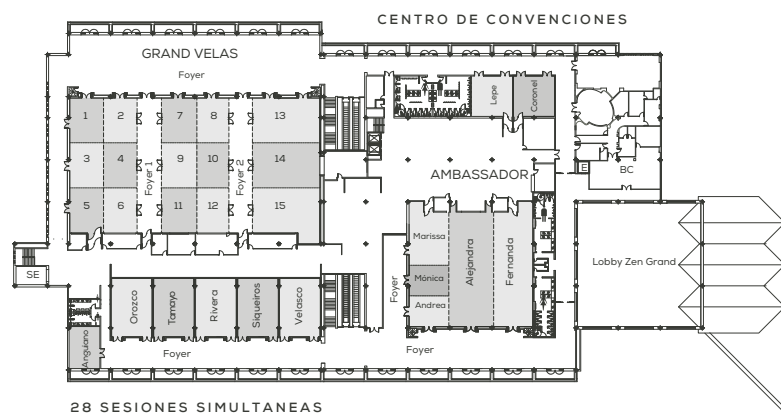 CENTRO DE CONVENCIONES
GRAND VELAS
Foyer
1 2 7 8 13
3 4 9 10 14
5 6 11 12 15
Foyer 1
Foyer 2
Lepe
Coronel
AMBASSADOR
E
BC
Marissa
Mónica
Andrea
Alejandra
Fernanda
Lobby Zen Grand
SE
Orozco
Tamayo
Rivera
Siqueiros
Velasco
Foyer
Anguiano
Foyer
Foyer
28 SESIONES SIMULTANEAS